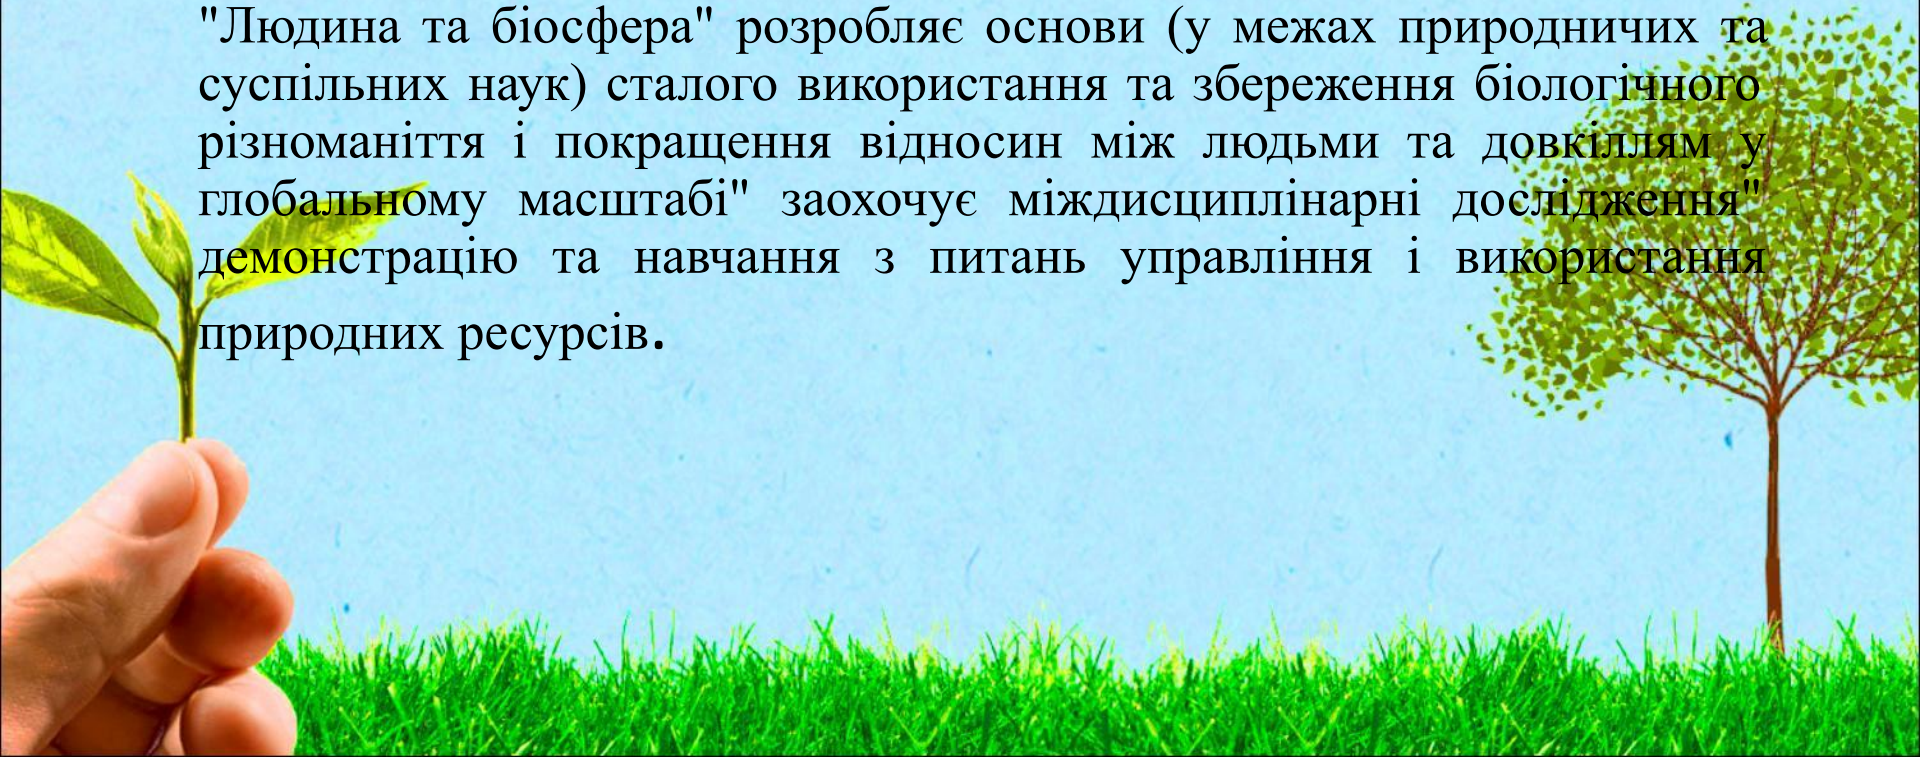 "Людина та біосфера" розробляє основи (у межах природничих та
суспільних наук) сталого використання та збереження біологічного
різноманіття і покращення відносин між людьми та довкіллям у
глобальному масштабі" заохочує міждисциплінарні дослідження"
демонстрацію та навчання з питань управління і використання
природних ресурсів.